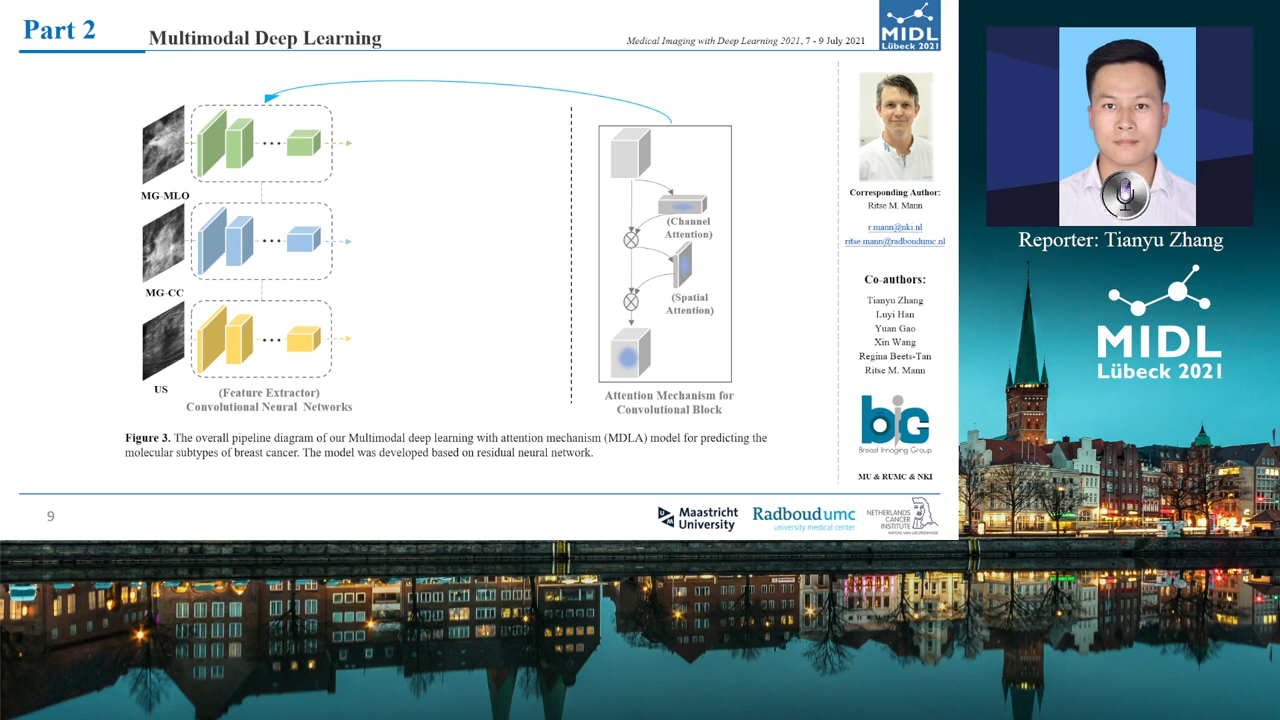 Part 2
Multimodal Deep Learning
Medical Imaging with Deep Learning 2021, 7 - 9 July 2021
MIDL
Lübeck 2021
MG-MLO
MG-CC
US
(Feature Extractor)
Convolutional Neural Networks
(Channel
Attention)
(Spatial
Attention)
Attention Mechanism for
Convolutional Block
Figure 3. The overall pipeline diagram of our Multimodal deep learning with attention mechanism (MDLA) model for predicting the
molecular subtypes of breast cancer. The model was developed based on residual neural network.
Corresponding Author:
Ritse M. Mann
r.mann@nki.nl
ritse.mann@radboudumc.nl
Co-authors:
Tianyu Zhang
Luyi Han
Yuan Gao
Xin Wang
Regina Beets-Tan
Ritse M. Mann
big
Breast Imaging Group
MU & RUMC & NKI
9
Maastricht
University
Radboudumc
university medical center
NETHERLANDS
CANCER
INSTITUTE
Reporter: Tianyu Zhang
MIDL
Lübeck 2021